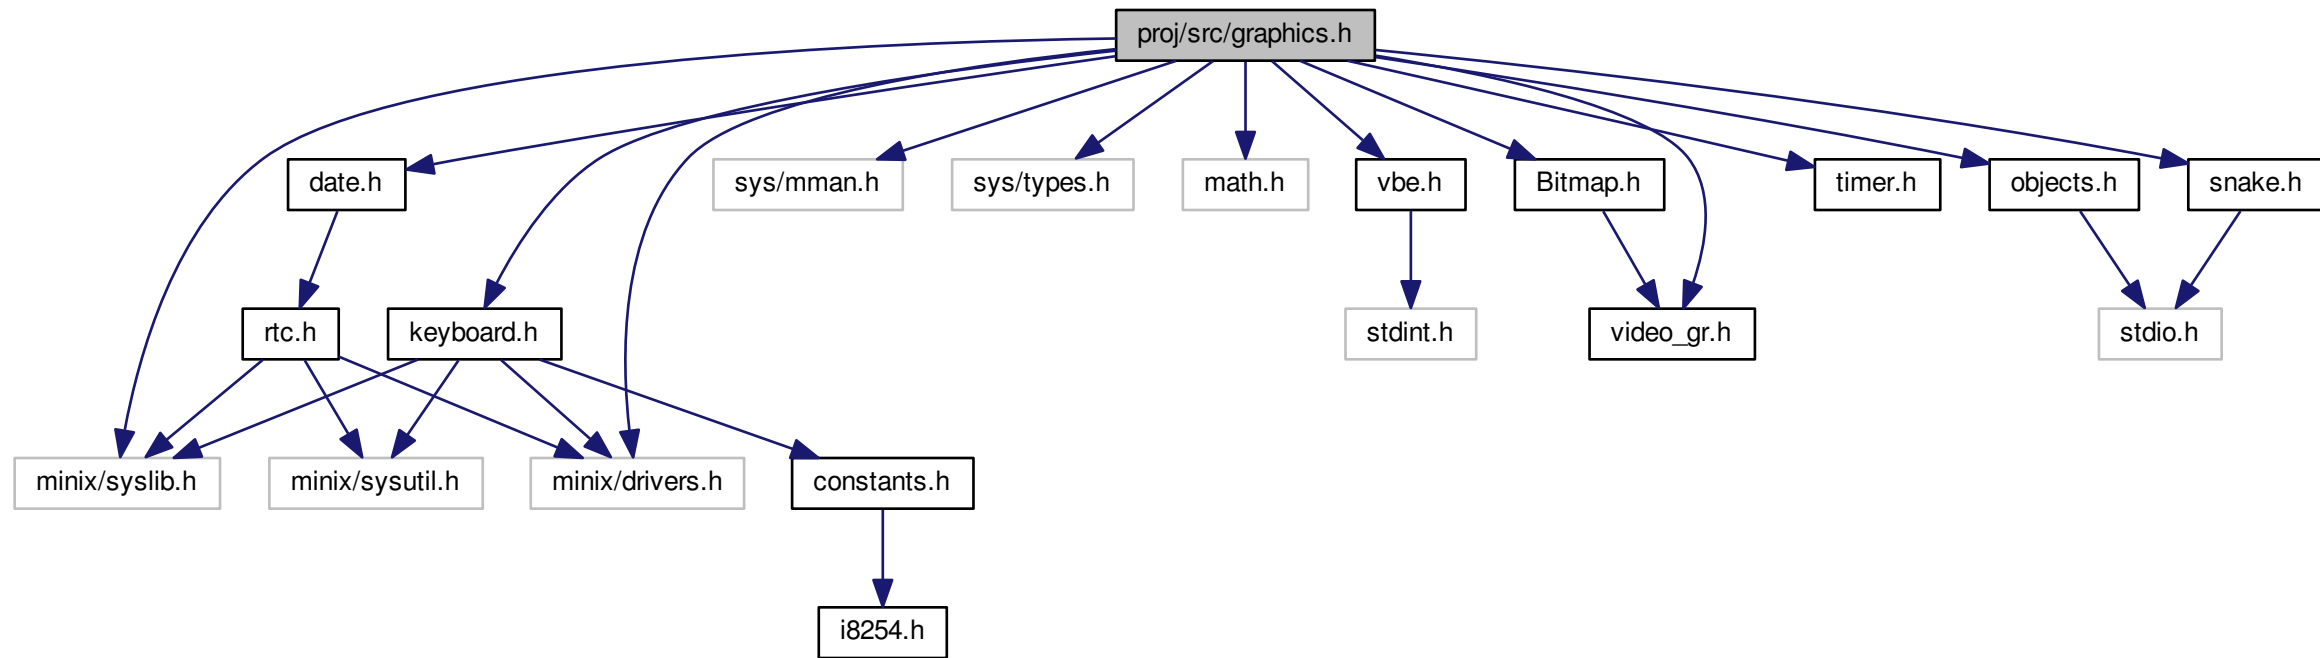 proj/src/graphics.h
date.h
sys/mman.h
sys/types.h
math.h
vbe.h
Bitmap.h
timer.h
objects.h
snake.h
rtc.h
keyboard.h
stdint.h
video_gr.h
stdio.h
minix/syslib.h
minix/sysutil.h
minix/drivers.h
constants.h
i8254.h